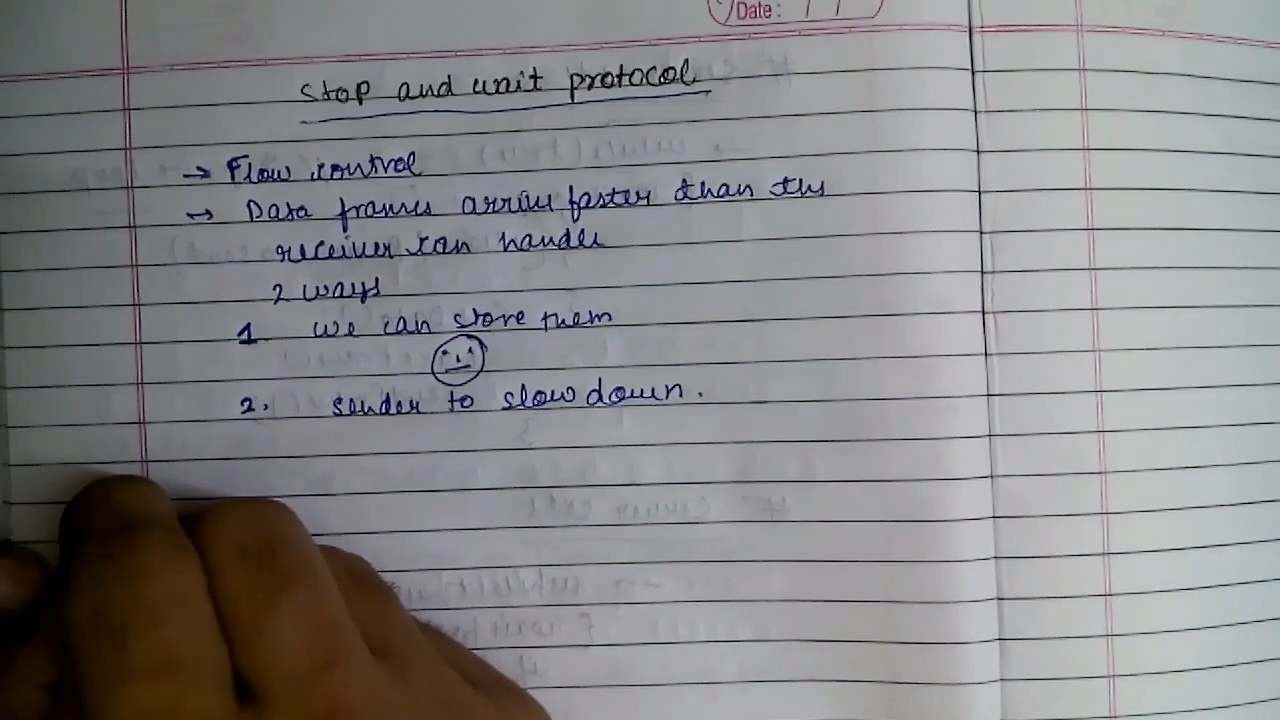 Date : / /
Stop and wait protocol
→ Flow control
→ Data frames arrive faster than the
receiver can handle
2 ways
1 we can store them
2. sender to slow down.